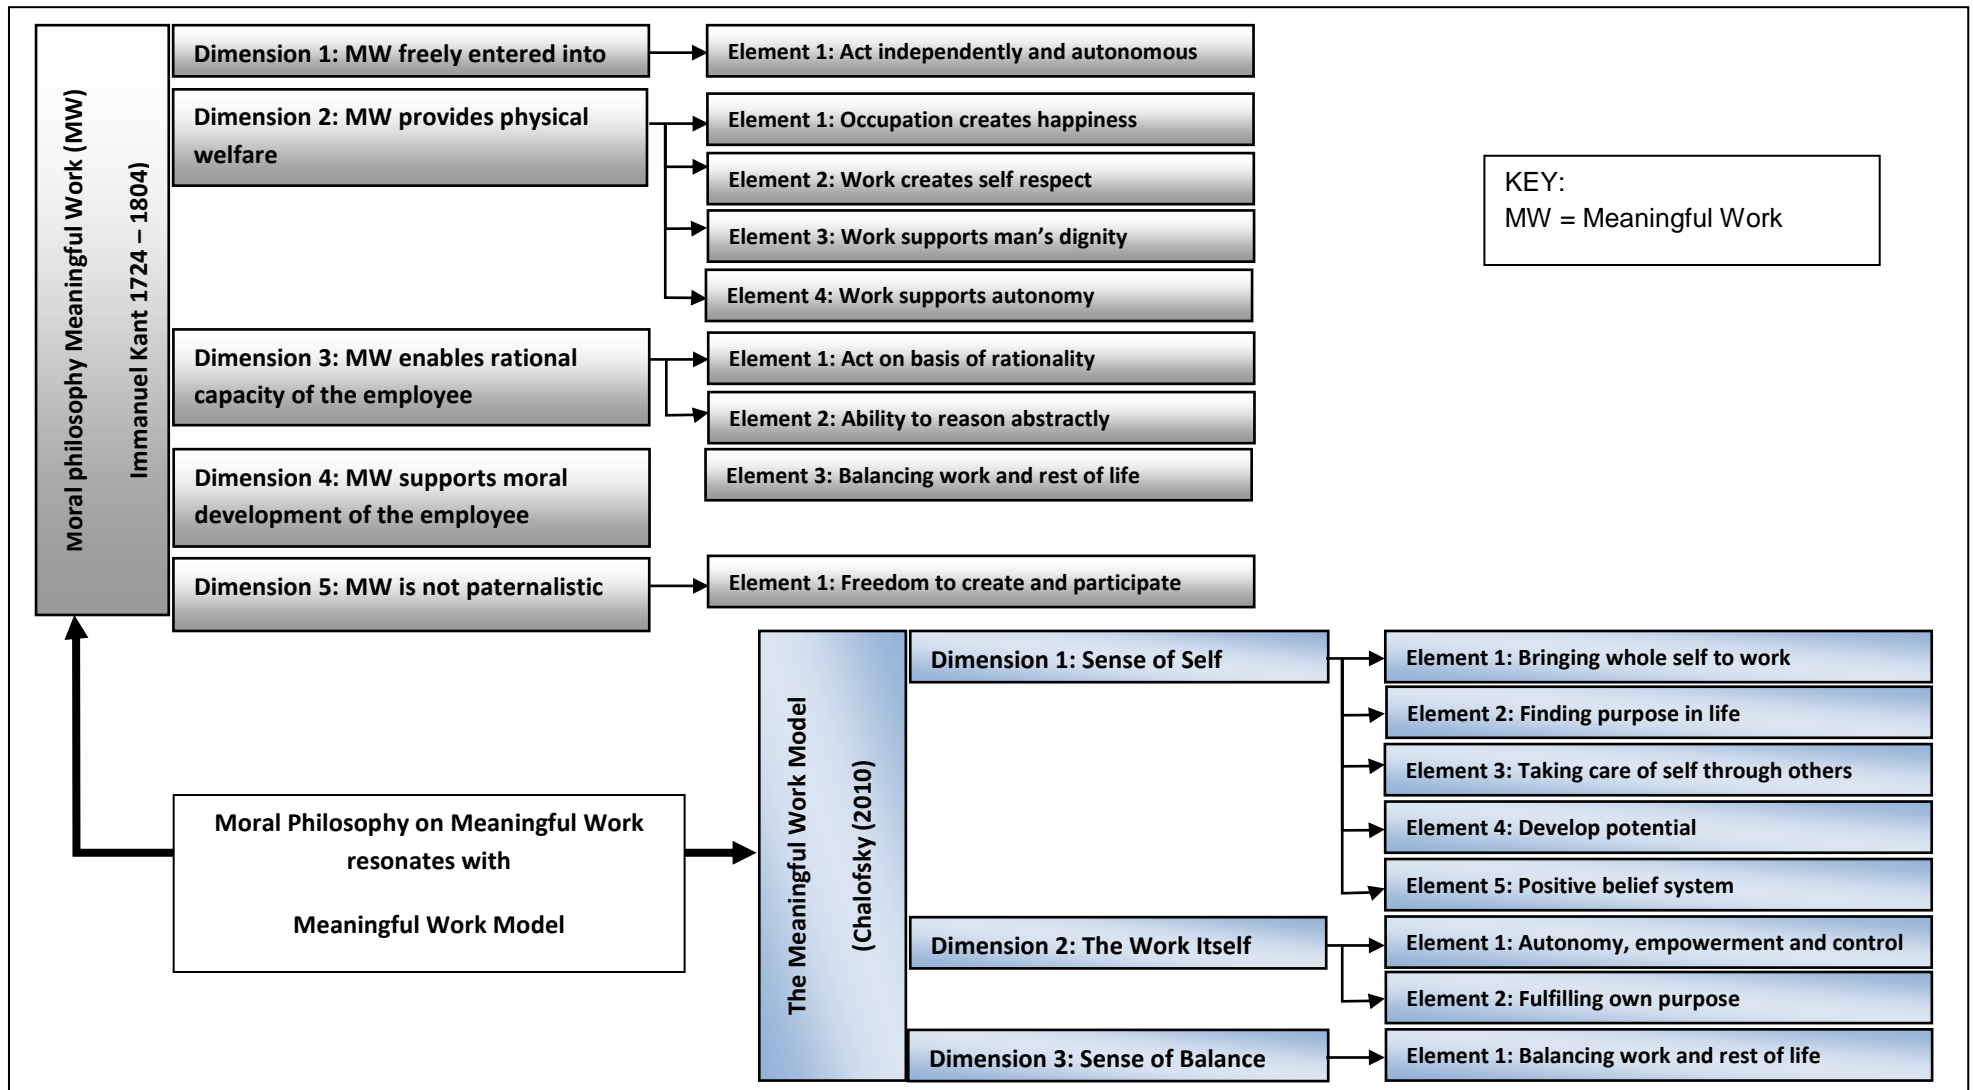 Moral philosophy Meaningful Work (MW)
Immanuel Kant 1724 – 1804)
Dimension 1: MW freely entered into
Element 1: Act independently and autonomous
Dimension 2: MW provides physical
welfare
Element 1: Occupation creates happiness
Element 2: Work creates self respect
Element 3: Work supports man’s dignity
Element 4: Work supports autonomy
KEY:
MW = Meaningful Work
Dimension 3: MW enables rational
capacity of the employee
Element 1: Act on basis of rationality
Element 2: Ability to reason abstractly
Element 3: Balancing work and rest of life
Dimension 4: MW supports moral
development of the employee
Dimension 5: MW is not paternalistic
Element 1: Freedom to create and participate
Moral Philosophy on Meaningful Work
resonates with
Meaningful Work Model
The Meaningful Work Model
(Chalofsky (2010)
Dimension 1: Sense of Self
Element 1: Bringing whole self to work
Element 2: Finding purpose in life
Element 3: Taking care of self through others
Element 4: Develop potential
Element 5: Positive belief system
Dimension 2: The Work Itself
Element 1: Autonomy, empowerment and control
Element 2: Fulfilling own purpose
Dimension 3: Sense of Balance
Element 1: Balancing work and rest of life